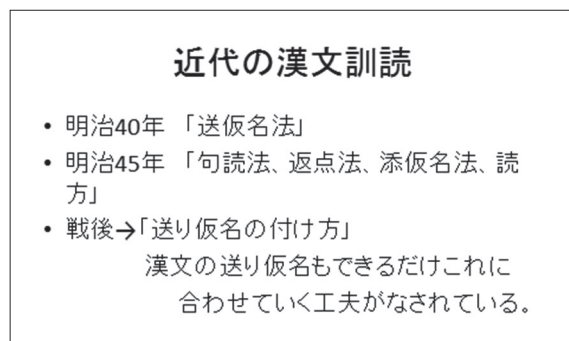 近代の漢文訓読
• 明治40年 「送仮名法」
• 明治45年 「句読法、返点法、添仮名法、読
方」
• 戦後→「送り仮名の付け方」
漢文の送り仮名もできるだけこれに
合わせていく工夫がなされている。